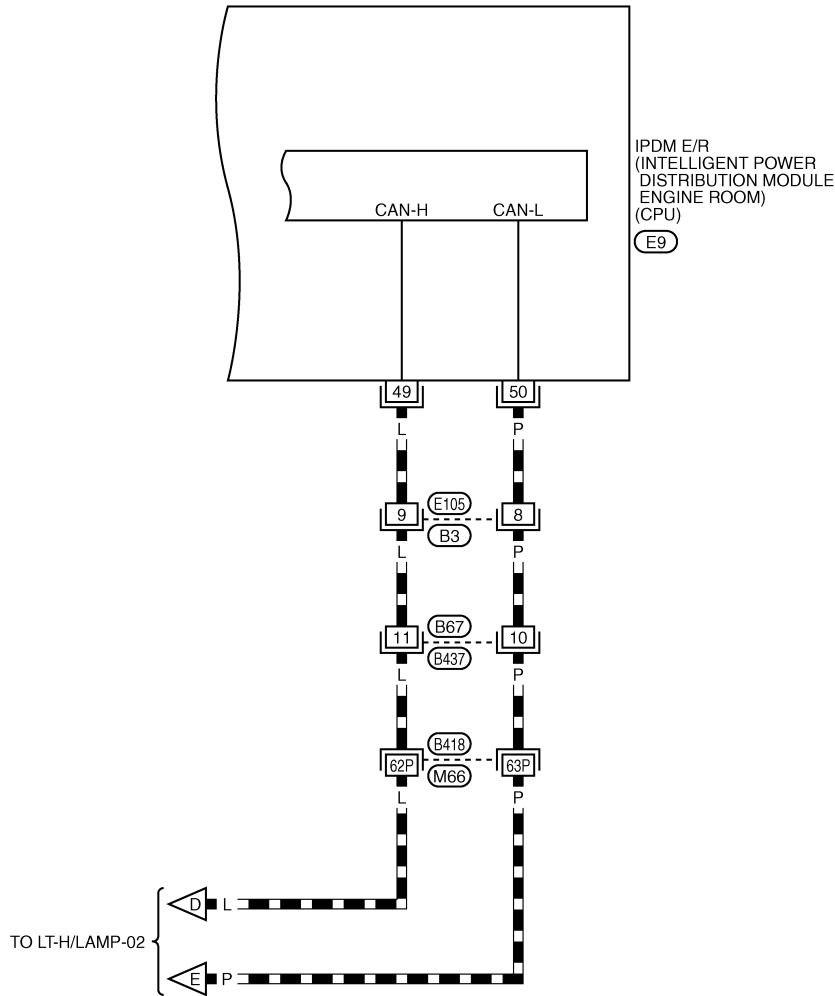 IPDM E/R
(INTELLIGENT POWER
DISTRIBUTION MODULE
ENGINE ROOM)
(CPU)
E9
CAN-H CAN-L
49 50
L P
E105
9 8
B3
L P
B67
11 10
B437
L P
B418
62P 63P
M66
L P
D L
TO LT-H/LAMP-02
E P